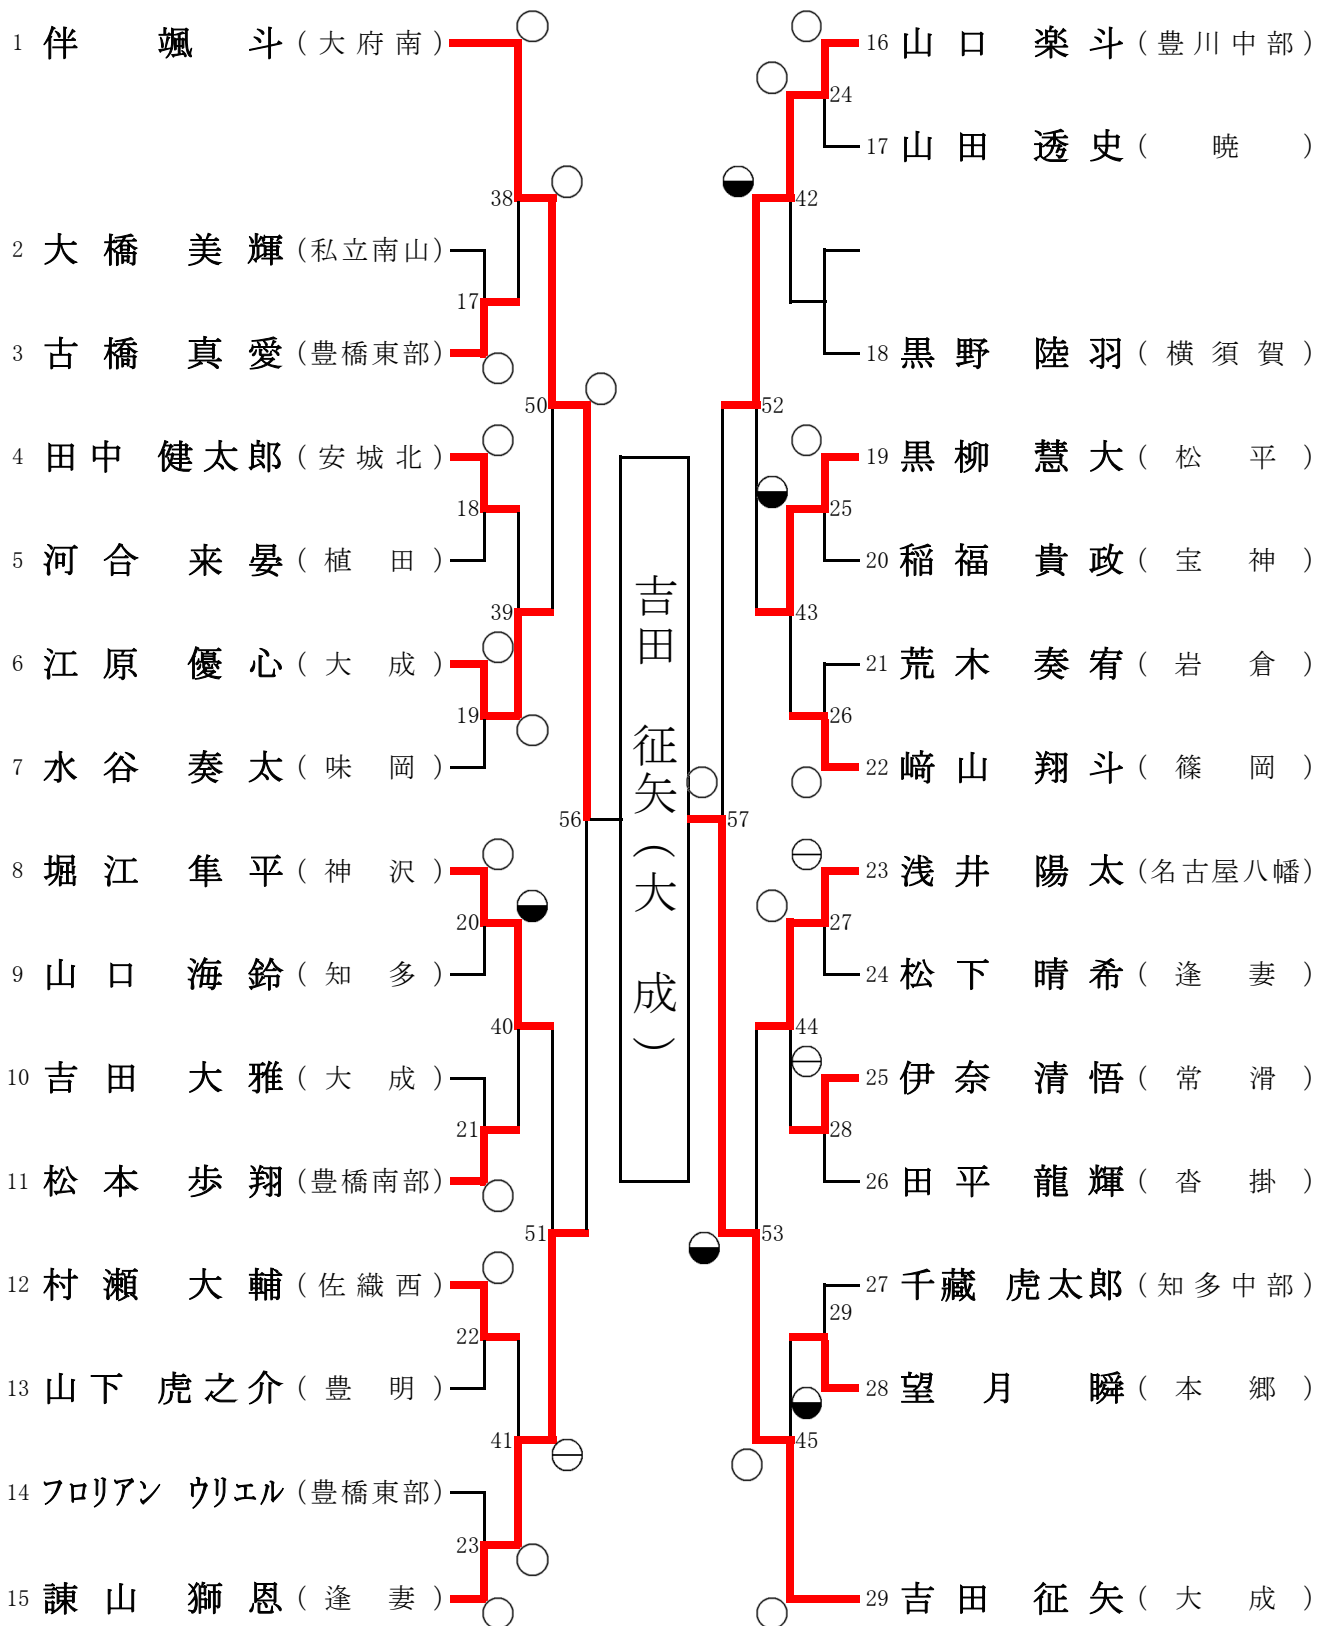 1 伴 颯 斗 (大府南)
38
2 大 橋 美 輝 (私立南山)
17
3 古 橋 真 愛 (豊橋東部)
50
4 田中 健太郎 (安城北)
18
5 河 合 来 晏 (植 田)
39
6 江 原 優 心 (大 成)
19
7 水 谷 奏 太 (味 岡)
56
8 堀 江 隼 平 (神 沢)
20
9 山 口 海 鈴 (知 多)
40
10 吉 田 大 雅 (大 成)
21
11 松 本 歩 翔 (豊橋南部)
51
12 村 瀬 大 輔 (佐織西)
22
13 山下 虎之介 (豊 明)
41
14 フロリアン ウリエル (豊橋東部)
23
15 諌 山 獅 恩 (逢 妻)
吉田 征矢(大 成)
16 山 口 楽 斗 (豊川中部)
24
17 山 田 透 史 (暁)
42
18 黒 野 陸 羽 (横須賀)
52
19 黒 柳 慧 大 (松 平)
25
20 稲 福 貴 政 (宝 神)
43
21 荒 木 奏 宥 (岩 倉)
26
22 﨑 山 翔 斗 (篠 岡)
57
23 浅 井 陽 太 (名古屋八幡)
27
24 松 下 晴 希 (逢 妻)
44
25 伊 奈 清 悟 (常 滑)
28
26 田 平 龍 輝 (沓 掛)
53
27 千藏 虎太郎 (知多中部)
29
28 望 月 瞬 (本 郷)
45
29 吉 田 征 矢 (大 成)